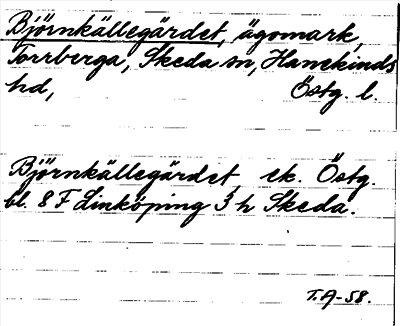 Björnkällegärdet, ägomark,
Torrberga, Skeda sn, Hanekinds
hd, Östg. l.
Björnkällegärdet, ek. Östg.
bl. 8 F Linköping 3 h Skeda.
T.A-58.